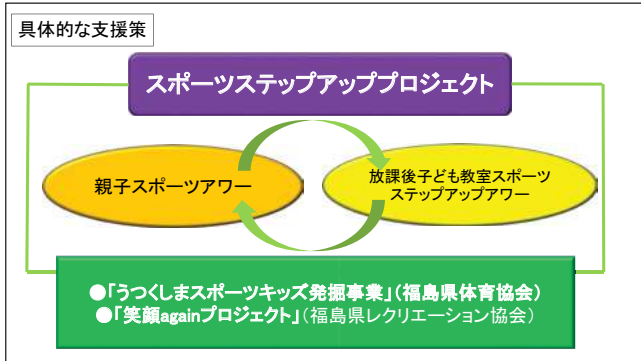 具体的な支援策
スポーツステップアッププロジェクト
親子スポーツアワー
放課後子ども教室スポーツ
ステップアップアワー
●「うつくしまスポーツキッズ発掘事業」(福島県体育協会)
●「笑顔againプロジェクト」(福島県レクリエーション協会)